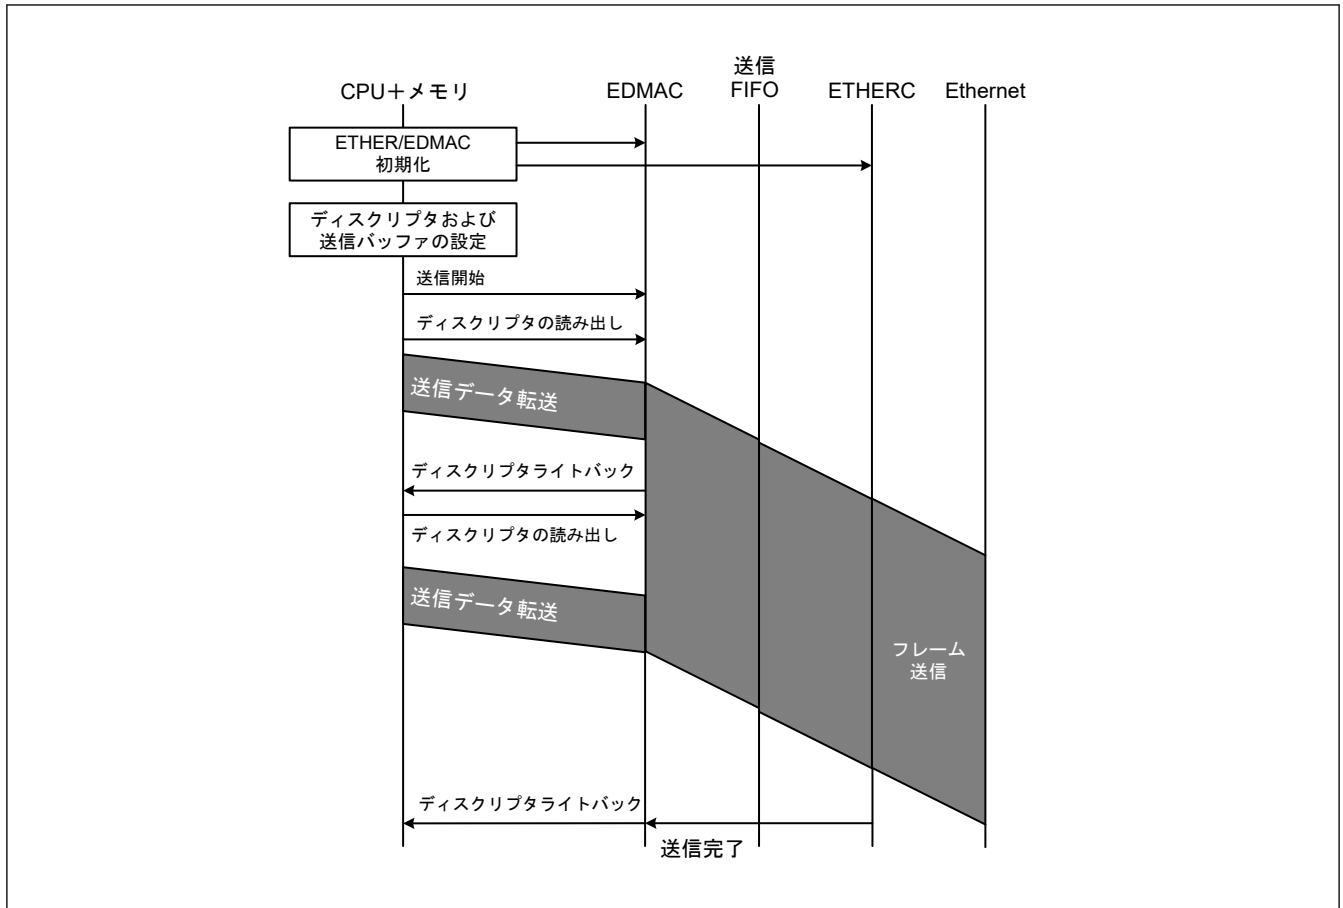 CPU+メモリ
EDMAC
送信
FIFO
ETHERC
Ethernet
ETHER/EDMAC
初期化
ディスクリプタおよび
送信バッファの設定
送信開始
ディスクリプタの読み出し
送信データ転送
ディスクリプタライトバック
ディスクリプタの読み出し
送信データ転送
フレーム
送信
ディスクリプタライトバック
送信完了